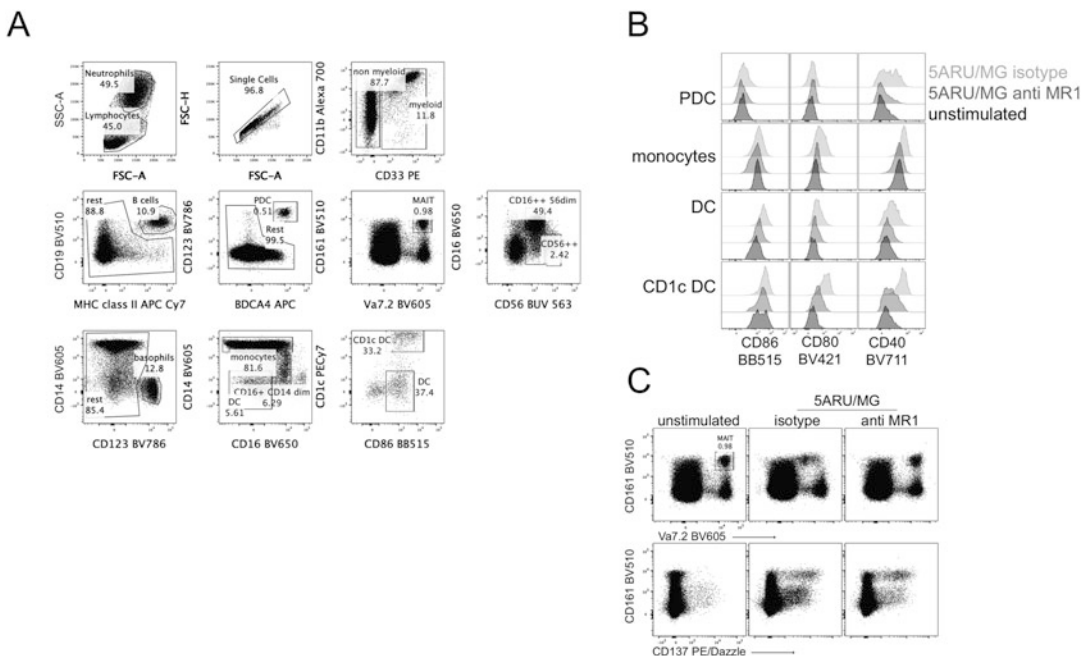 A
Neutrophils
49.5
Lymphocytes
45.0
SSC-A
FSC-A
Single Cells
96.8
FSC-H
FSC-A
non myeloid
87.7
myeloid
11.8
CD11b Alexa 700
CD33 PE
rest
88.8
B cells
10.9
CD19 BV510
MHC class II APC Cy7
PDC
0.51
Rest
99.5
CD123 BV786
BDCA4 APC
MAIT
0.98
CD161 BV510
Va7.2 BV605
CD16++ 56dim
49.4
CD56++
2.42
CD16 BV650
CD56 BUV 563
basophils
12.8
rest
85.4
CD14 BV605
CD123 BV786
monocytes
81.6
CD16+ CD14 dim
6.29
DC
5.61
CD14 BV605
CD16 BV650
CD1c DC
33.2
DC
37.4
CD1c PECy7
CD86 BB515
B
5ARU/MG isotype
5ARU/MG anti MR1
unstimulated
PDC
monocytes
DC
CD1c DC
CD86
BB515
CD80
BV421
CD40
BV711
C
5ARU/MG
unstimulated
isotype
anti MR1
MAIT
0.98
CD161 BV510
Va7.2 BV605
CD161 BV510
CD137 PE/Dazzle